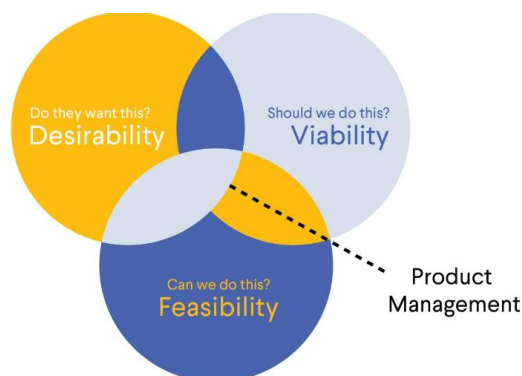 Do they want this?
Desirability
Should we do this?
Viability
Can we do this?
Feasibility
Product
Management